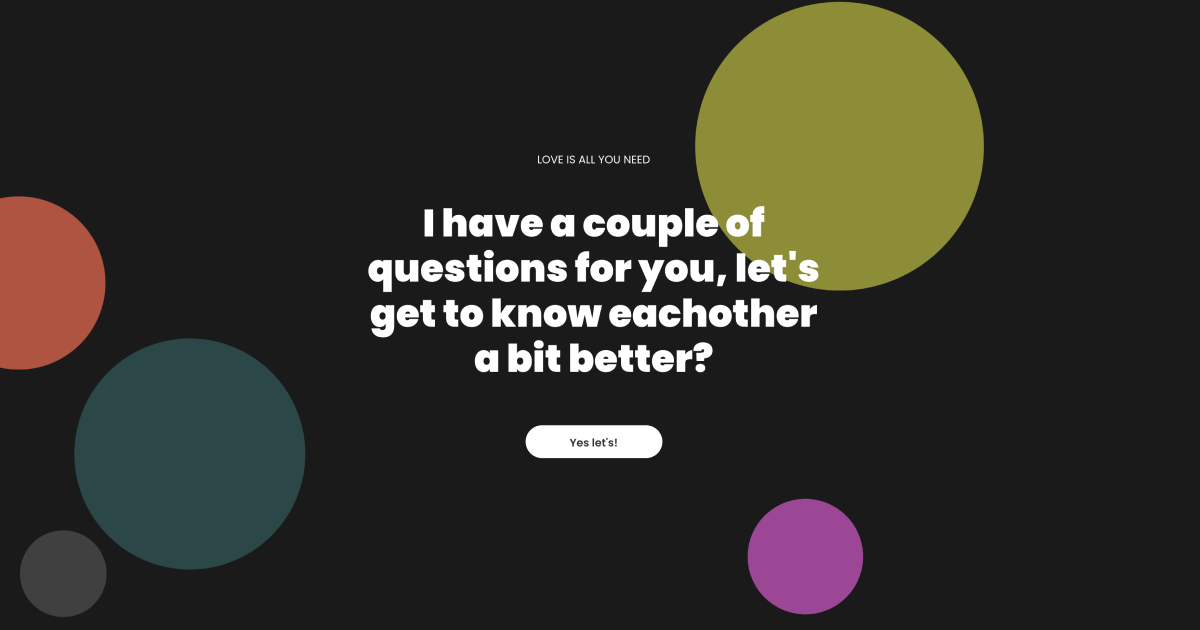 LOVE IS ALL YOU NEED
I have a couple of
questions for you, let's
get to know eachother
a bit better?
Yes let's!